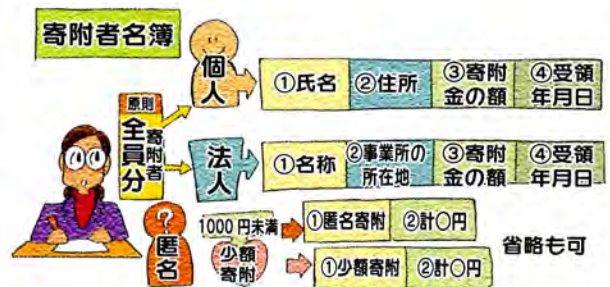 寄附者名簿
個人
①氏名 ②住所 ③寄附金の額 ④受領年月日
原則
寄附者全員分
法人
①名称 ②事業所の所在地 ③寄附金の額 ④受領年月日
?
匿名
1000円未満
少額寄附
①匿名寄附 ②計○円
①少額寄附 ②計○円
省略も可